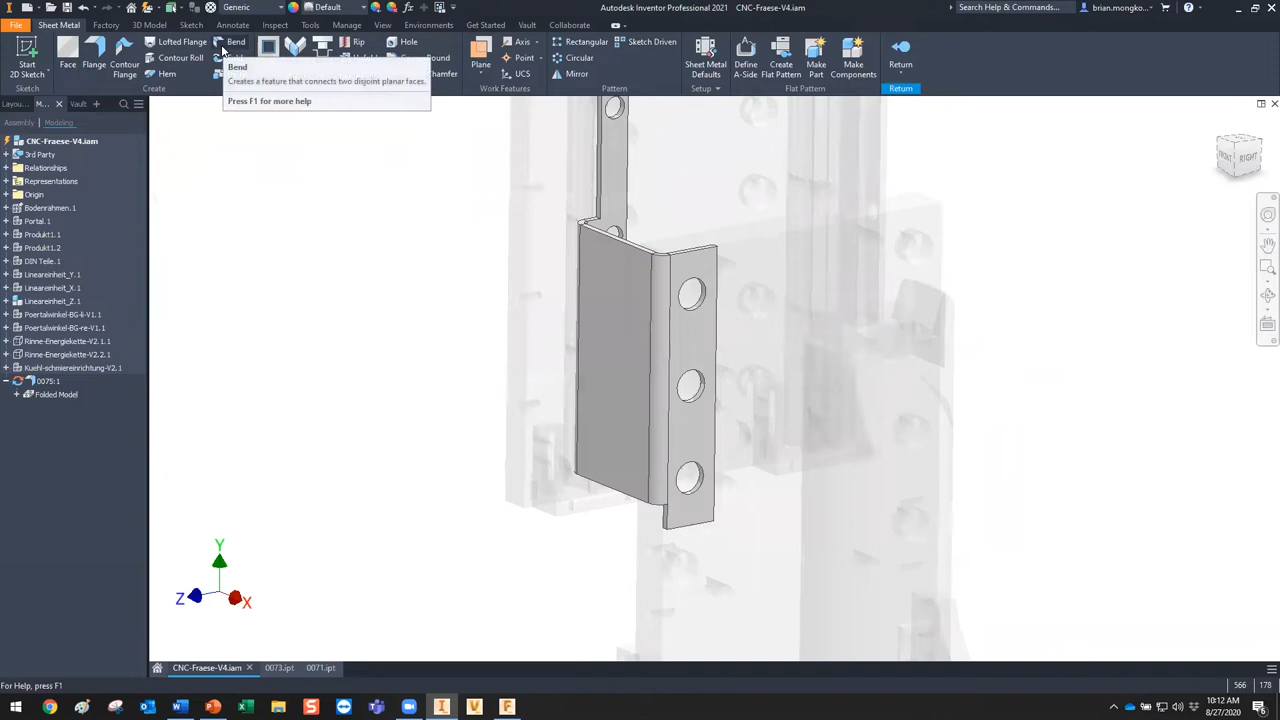 Generic
Default
Autodesk Inventor Professional 2021
CNC-Fraese-V4.iam
Search Help & Commands...
brian.mongko...
File
Sheet Metal
Factory
3D Model
Sketch
Annotate
Inspect
Tools
Manage
View
Environments
Get Started
Vault
Collaborate
Start
2D Sketch
Face
Flange
Contour
Flange
Lofted Flange
Contour Roll
Hem
Bend
Rip
Hole
Plane
Axis
Point
UCS
Rectangular
Circular
Mirror
Sketch Driven
Sheet Metal
Defaults
Define
A-Side
Create
Flat Pattern
Make
Part
Make
Components
Return
Sketch
Create
Work Features
Pattern
Setup
Flat Pattern
Return
Bend
Creates a feature that connects two disjoint planar faces.
Press F1 for more help
Layou...
M...
Vault
Assembly
Modeling
CNC-Fraese-V4.iam
3rd Party
Relationships
Representations
Origin
Bodenrahmen.1
Portal.1
Produkt1.1
Produkt1.2
DIN Teile.1
Lineareinheit_Y.1
Lineareinheit_X.1
Lineareinheit_Z.1
Poertalwinkel-BG-li-V1.1
Poertalwinkel-BG-re-V1.1
Rinne-Energiekette-V2.1.1
Rinne-Energiekette-V2.2.1
Kuehl-schmiereinrichtung-V2.1
0075:1
Folded Model
FRONT
RIGHT
Y
Z
X
CNC-Fraese-V4.iam
0073.ipt
0071.ipt
For Help, press F1
566
178
10:12 AM
8/27/2020